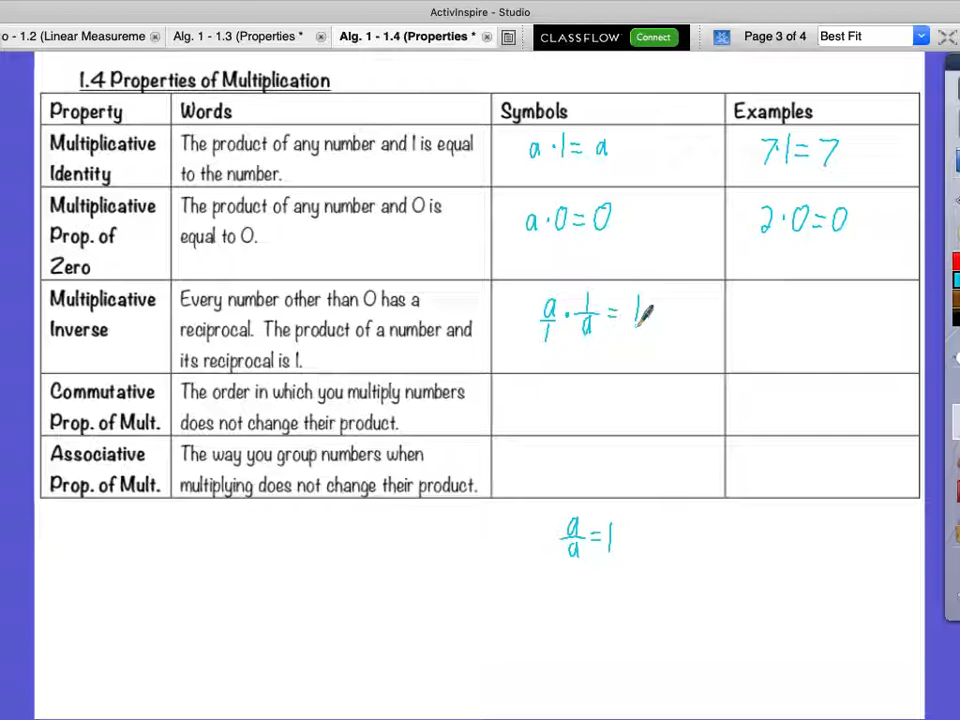 ActivInspire - Studio
o - 1.2 (Linear Measureme
Alg. 1 - 1.3 (Properties *
Alg. 1 - 1.4 (Properties *
CLASSFLOW Connect
Page 3 of 4
Best Fit
1.4 Properties of Multiplication
Property Words Symbols Examples
Multiplicative Identity
The product of any number and 1 is equal
to the number.
a · 1 = a
7·1 = 7
Multiplicative
Prop. of
Zero
The product of any number and 0 is
equal to 0.
a · 0 = 0
2 · 0 = 0
Multiplicative
Inverse
Every number other than 0 has a
reciprocal. The product of a number and
its reciprocal is 1.
a/1 · 1/a = 1
Commutative
Prop. of Mult.
The order in which you multiply numbers
does not change their product.
Associative
Prop. of Mult.
The way you group numbers when
multiplying does not change their product.
a/a = 1